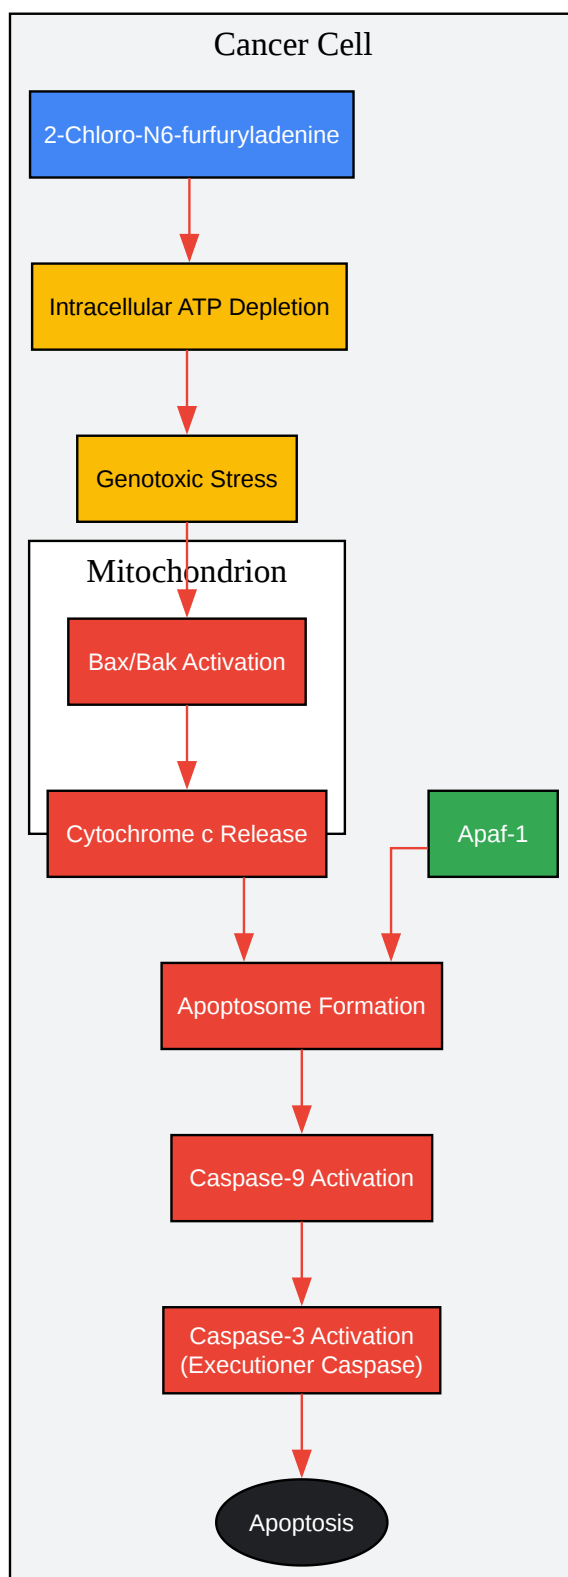 Cancer Cell
2-Chloro-N6-furfuryladenine
Intracellular ATP Depletion
Genotoxic Stress
Mitochondrion
Bax/Bak Activation
Cytochrome c Release
Apaf-1
Apoptosome Formation
Caspase-9 Activation
Caspase-3 Activation
(Executioner Caspase)
Apoptosis